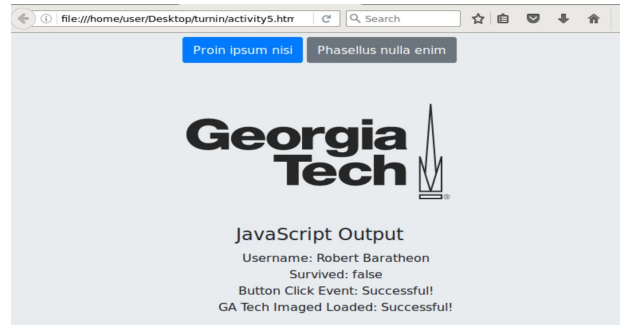 file:///home/user/Desktop/turnin/activity5.htm
Search
Proin ipsum nisi
Phasellus nulla enim
Georgia
Tech
®
JavaScript Output
Username: Robert Baratheon
Survived: false
Button Click Event: Successful!
GA Tech Imaged Loaded: Successful!